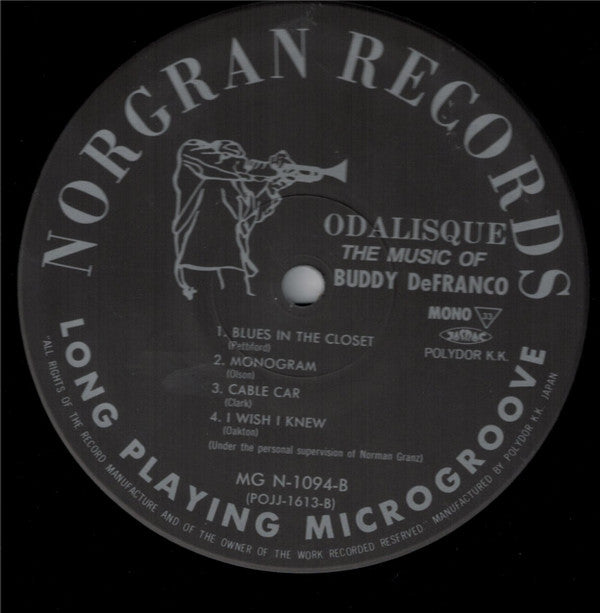 NORGRAN RECORDS
ODALISQUE
THE MUSIC OF
BUDDY DeFRANCO
MONO 33
JASRAC
POLYDOR K.K.
1. BLUES IN THE CLOSET
(Pettiford)
2. MONOGRAM
(Olson)
3. CABLE CAR
(Clark)
4. I WISH I KNEW
(Oakton)
(Under the personal supervision of Norman Granz)
MG N-1094-B
(POJJ-1613-B)
LONG PLAYING MICROGROOVE
"ALL RIGHTS OF THE RECORD MANUFACTURE AND OF THE OWNER OF THE WORK RECORDED RESERVED." MANUFACTURED BY POLYDOR K.K. JAPAN